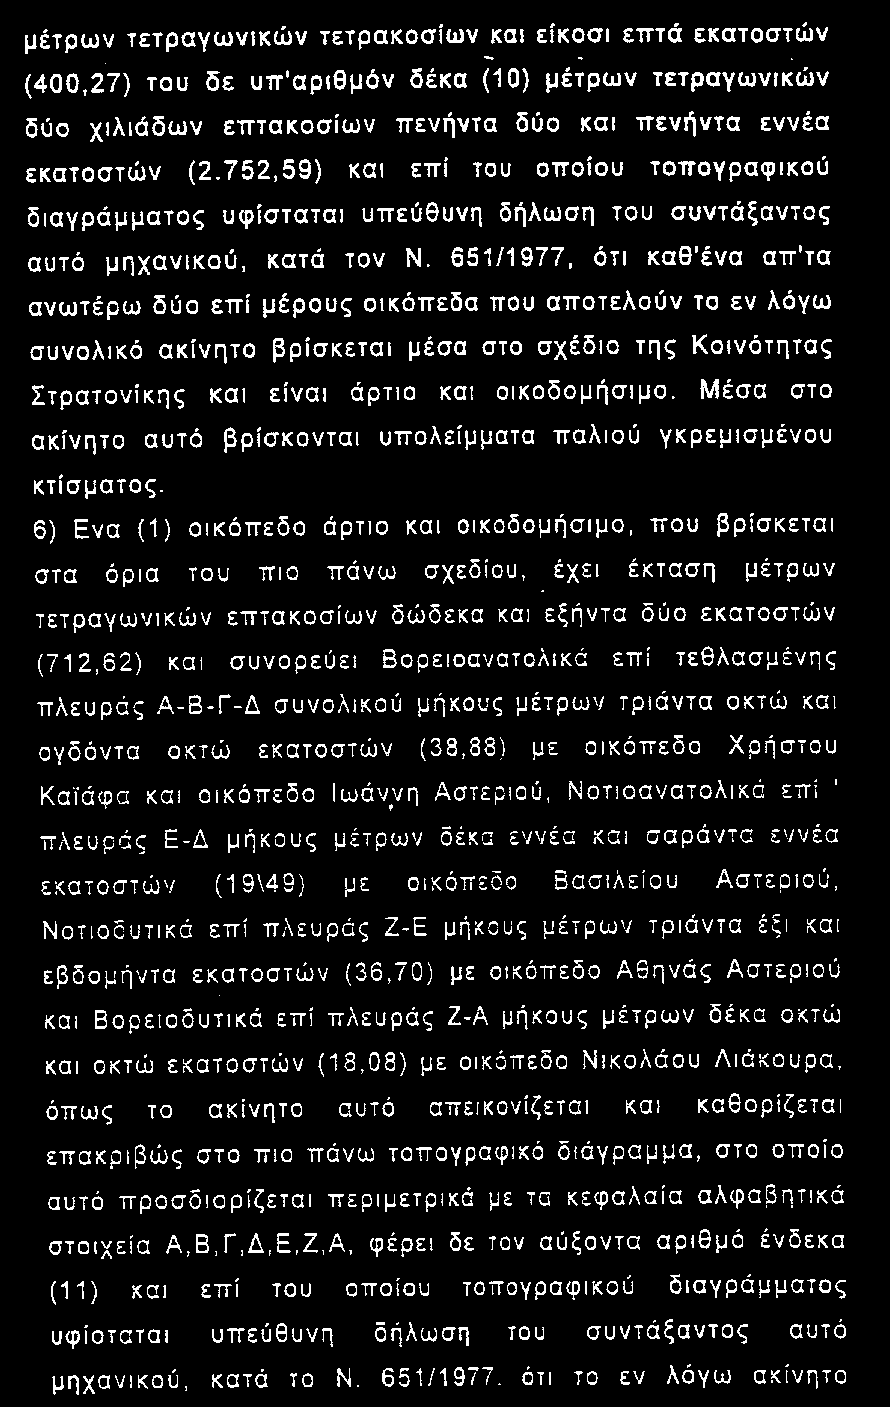 μέτρων τετραγωνικών τετρακοσίων και είκοσι επτά εκατοστών
(400,27) του δε υπ'αριθμόν δέκα (10) μέτρων τετραγωνικών
δύο χιλιάδων επτακοσίων πενήντα δύο και πενήντα εννέα
εκατοστών (2.752,59) και επί του οποίου τοπογραφικού
διαγράμματος υφίσταται υπεύθυνη δήλωση του συντάξαντος
αυτό μηχανικού, κατά τον Ν. 651/1977, ότι καθ'ένα απ'τα
ανωτέρω δύο επί μέρους οικόπεδα που αποτελούν το εν λόγω
συνολικό ακίνητο βρίσκεται μέσα στο σχέδιο της Κοινότητας
Στρατονίκης και είναι άρτιο και οικοδομήσιμο. Μέσα στο
ακίνητο αυτό βρίσκονται υπολείμματα παλιού γκρεμισμένου
κτίσματος.
6) Ενα (1) οικόπεδο άρτιο και οικοδομήσιμο, που βρίσκεται
στα όρια του πιο πάνω σχεδίου, έχει έκταση μέτρων
τετραγωνικών επτακοσίων δώδεκα και εξήντα δύο εκατοστών
(712,62) και συνορεύει Βορειοανατολικά επί τεθλασμένης
πλευράς Α-Β-Γ-Δ συνολικού μήκους μέτρων τριάντα οκτώ και
ογδόντα οκτώ εκατοστών (38,88) με οικόπεδο Χρήστου
Καϊάφα και οικόπεδο Ιωάννη Αστεριού, Νοτιοανατολικά επί '
πλευράς Ε-Δ μήκους μέτρων δέκα εννέα και σαράντα εννέα
εκατοστών (19\49) με οικόπεδο Βασιλείου Αστεριού,
Νοτιοδυτικά επί πλευράς Ζ-Ε μήκους μέτρων τριάντα έξι και
εβδομήντα εκατοστών (36,70) με οικόπεδο Αθηνάς Αστεριού
και Βορειοδυτικά επί πλευράς Ζ-Α μήκους μέτρων δέκα οκτώ
και οκτώ εκατοστών (18,08) με οικόπεδο Νικολάου Λιάκουρα,
όπως το ακίνητο αυτό απεικονίζεται και καθορίζεται
επακριβώς στο πιο πάνω τοπογραφικό διάγραμμα, στο οποίο
αυτό προσδιορίζεται περιμετρικά με τα κεφαλαία αλφαβητικά
στοιχεία Α,Β,Γ,Δ,Ε,Ζ,Α, φέρει δε τον αύξοντα αριθμό ένδεκα
(11) και επί του οποίου τοπογραφικού διαγράμματος
υφίσταται υπεύθυνη δήλωση του συντάξαντος αυτό
μηχανικού, κατά το Ν. 651/1977. ότι το εν λόγω ακίνητο